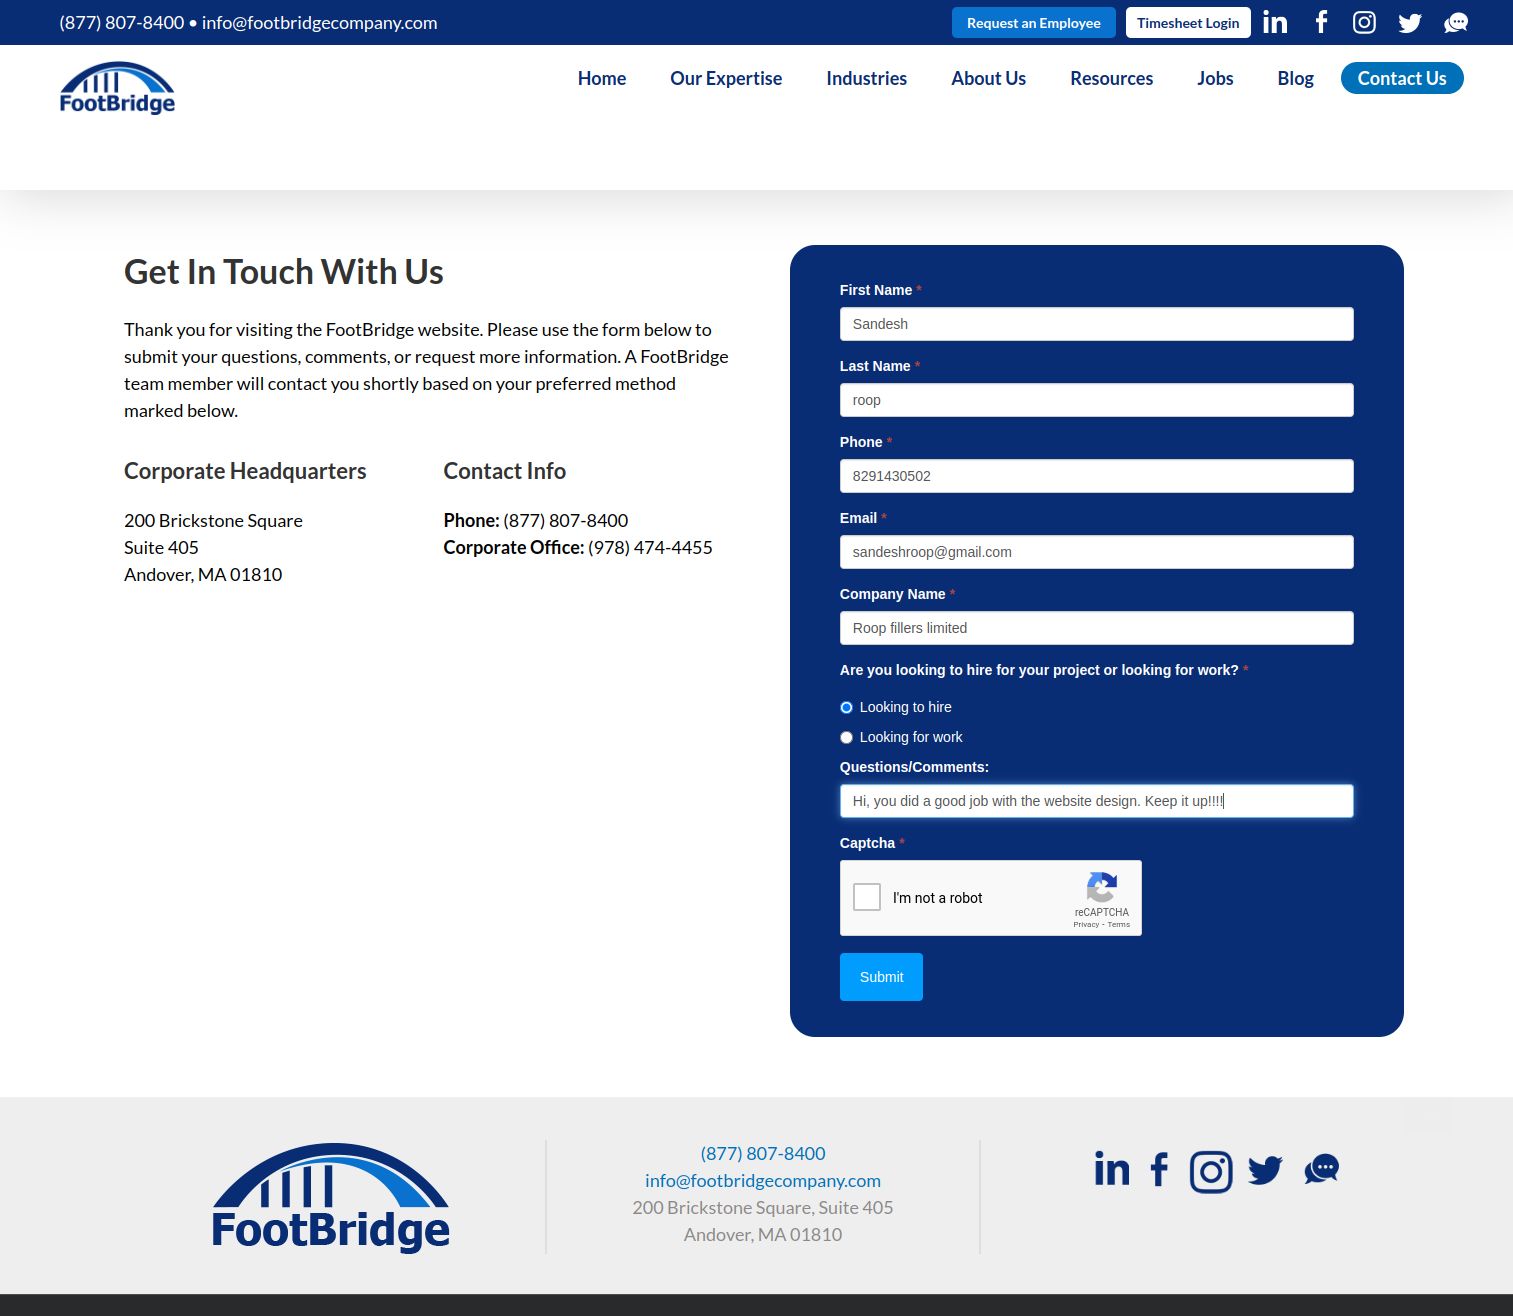 (877) 807-8400 • info@footbridgecompany.com
Request an Employee
Timesheet Login
FootBridge
Home
Our Expertise
Industries
About Us
Resources
Jobs
Blog
Contact Us
Get In Touch With Us
Thank you for visiting the FootBridge website. Please use the form below to
submit your questions, comments, or request more information. A FootBridge
team member will contact you shortly based on your preferred method
marked below.
Corporate Headquarters
200 Brickstone Square
Suite 405
Andover, MA 01810
Contact Info
Phone: (877) 807-8400
Corporate Office: (978) 474-4455
First Name *
Sandesh
Last Name *
roop
Phone *
8291430502
Email *
sandeshroop@gmail.com
Company Name *
Roop fillers limited
Are you looking to hire for your project or looking for work? *
Looking to hire
Looking for work
Questions/Comments:
Hi, you did a good job with the website design. Keep it up!!!!
Captcha *
I'm not a robot
reCAPTCHA
Privacy - Terms
Submit
FootBridge
(877) 807-8400
info@footbridgecompany.com
200 Brickstone Square, Suite 405
Andover, MA 01810